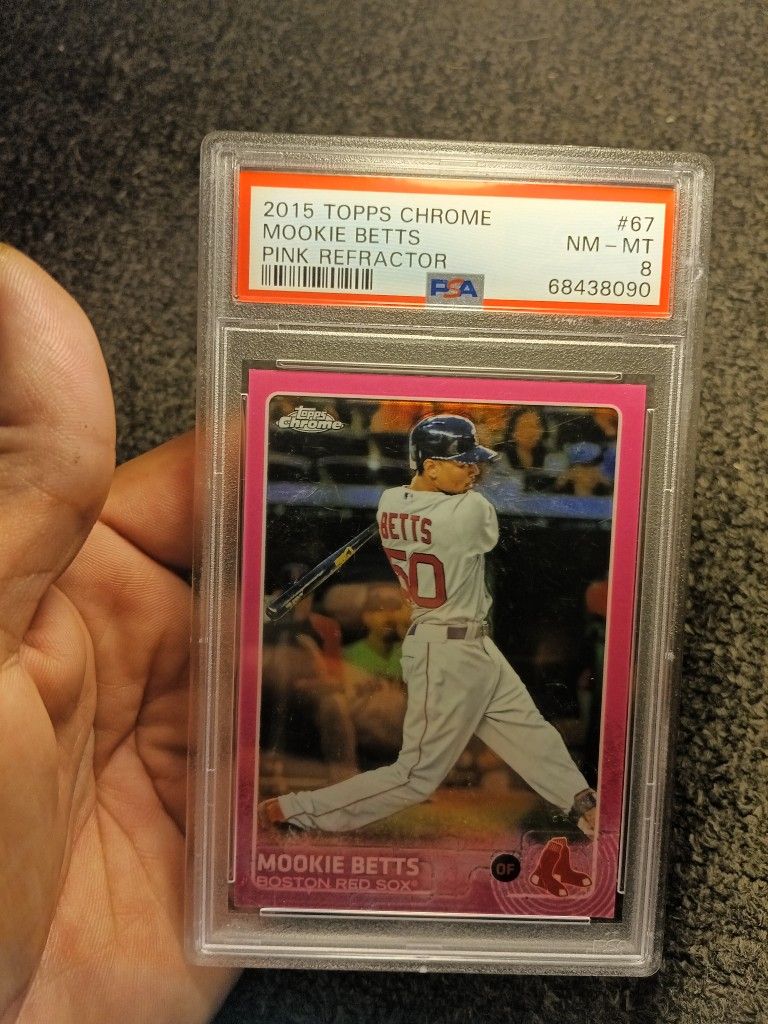 2015 TOPPS CHROME #67
MOOKIE BETTS NM - MT
PINK REFRACTOR 8
PSA 68438090
Topps
Chrome
BETTS
50
MOOKIE BETTS
OF
BOSTON RED SOX®